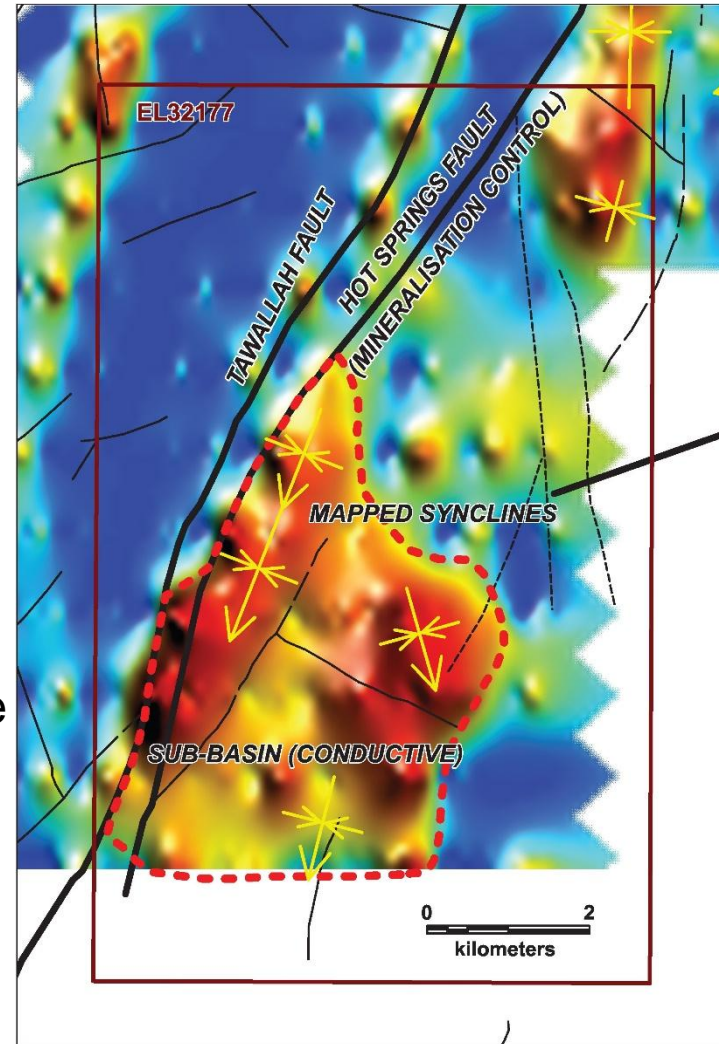 EL32177
TAWALLAH FAULT
HOT SPRINGS FAULT
(MINERALISATION CONTROL)
MAPPED SYNCLINES
e
SUB-BASIN (CONDUCTIVE)
0 2
kilometers